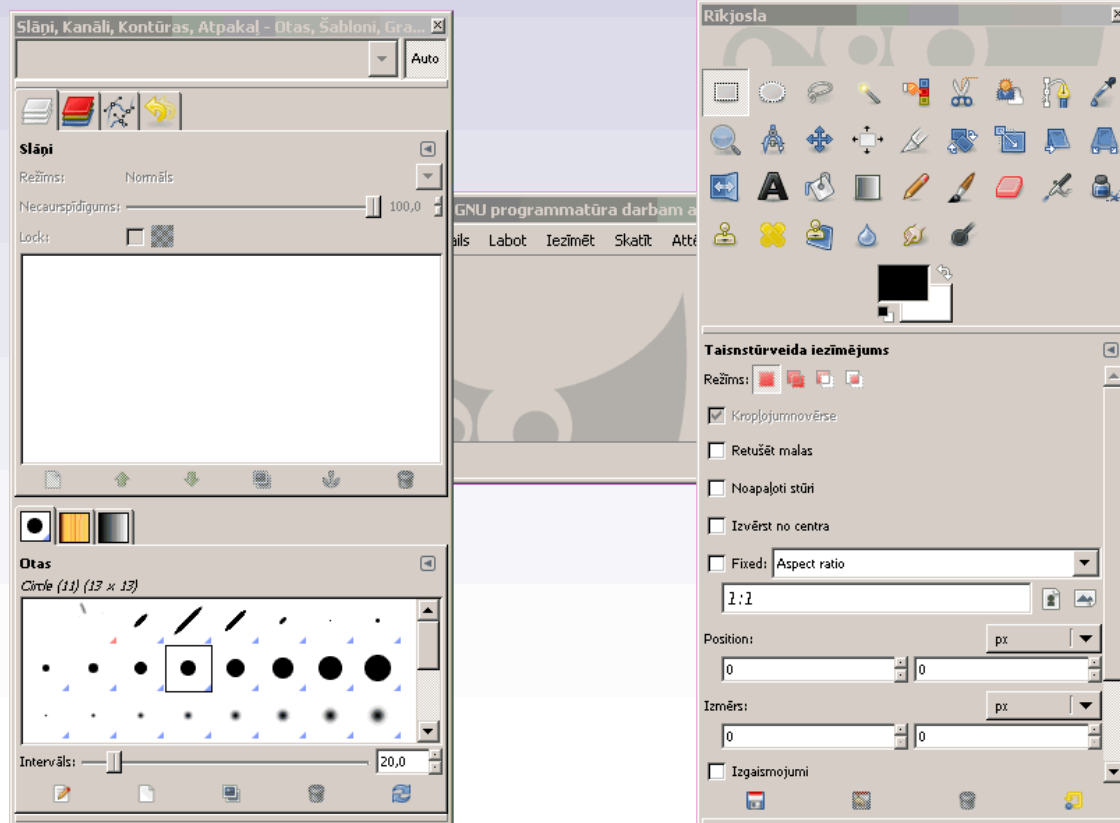 Slāņi, Kanāli, Kontūras, Atpakaļ - Otas, Šabloni, Gra...
Auto
Slāņi
Režīms: Normāls
Necaurspīdīgums: 100,0
Lock:
Otas
Circle (11) (13 x 13)
Intervāls: 20,0
GNU programmatūra darbam a
ails Labot Iezīmēt Skatīt Attē
Rīkjosla
Taisnstūrveida iezīmējums
Režīms:
Kropļojumnovērse
Retušēt malas
Noapaļoti stūri
Izvērst no centra
Fixed: Aspect ratio
1:1
Position: px
0 0
Izmērs: px
0 0
Izgaismojumi